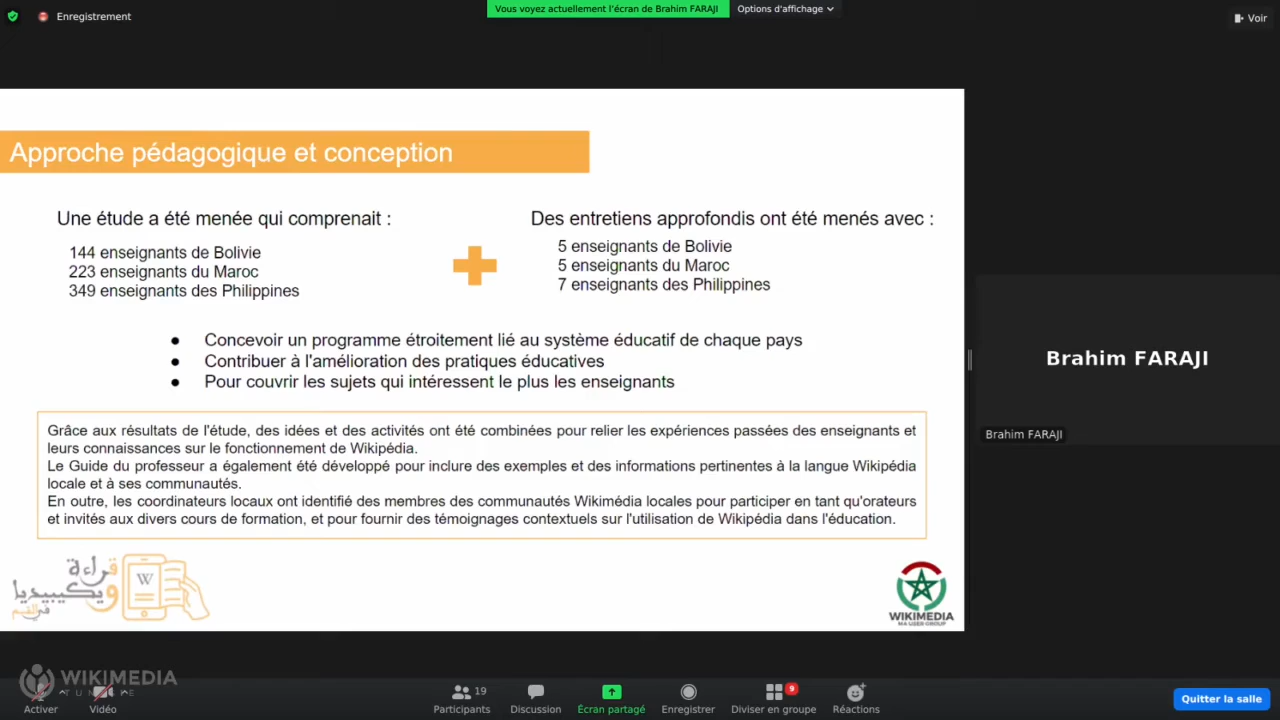 Enregistrement
Vous voyez actuellement l'écran de Brahim FARAJI
Options d'affichage
Voir
Approche pédagogique et conception
Une étude a été menée qui comprenait :
144 enseignants de Bolivie
223 enseignants du Maroc
349 enseignants des Philippines
Des entretiens approfondis ont été menés avec :
5 enseignants de Bolivie
5 enseignants du Maroc
7 enseignants des Philippines
● Concevoir un programme étroitement lié au système éducatif de chaque pays
● Contribuer à l'amélioration des pratiques éducatives
● Pour couvrir les sujets qui intéressent le plus les enseignants
Grâce aux résultats de l'étude, des idées et des activités ont été combinées pour relier les expériences passées des enseignants et
leurs connaissances sur le fonctionnement de Wikipédia.
Le Guide du professeur a également été développé pour inclure des exemples et des informations pertinentes à la langue Wikipédia
locale et à ses communautés.
En outre, les coordinateurs locaux ont identifié des membres des communautés Wikimédia locales pour participer en tant qu'orateurs
et invités aux divers cours de formation, et pour fournir des témoignages contextuels sur l'utilisation de Wikipédia dans l'éducation.
قراءة
ويكيبيديا
في القسم
W
WIKIMEDIA
MA USER GROUP
Brahim FARAJI
Brahim FARAJI
WIKIMEDIA
TUNISIE
Activer
Vidéo
19
Participants
Discussion
Écran partagé
Enregistrer
9
Diviser en groupe
Réactions
Quitter la salle